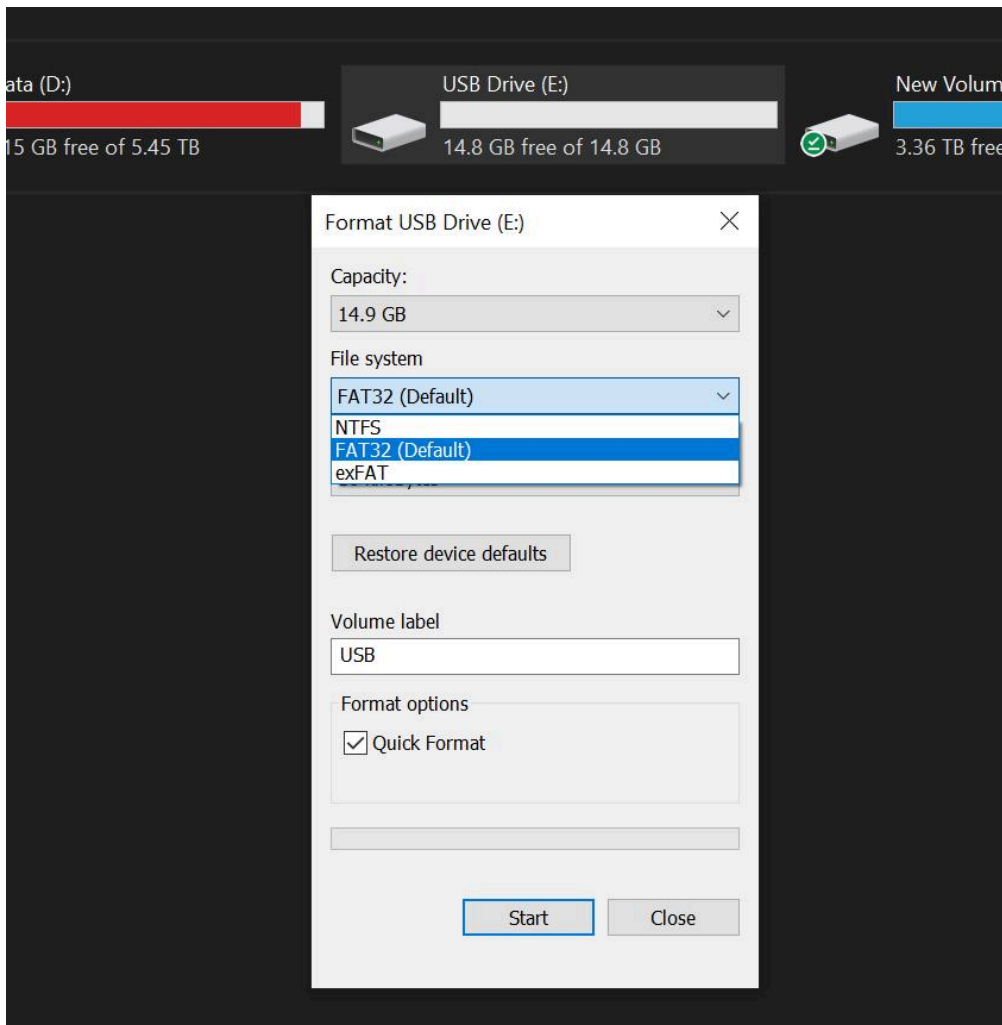 ata (D:)
USB Drive (E:)
New Volum
15 GB free of 5.45 TB
14.8 GB free of 14.8 GB
3.36 TB free
Format USB Drive (E:)
Capacity:
14.9 GB
File system
FAT32 (Default)
NTFS
FAT32 (Default)
exFAT
Restore device defaults
Volume label
USB
Format options
Quick Format
Start
Close